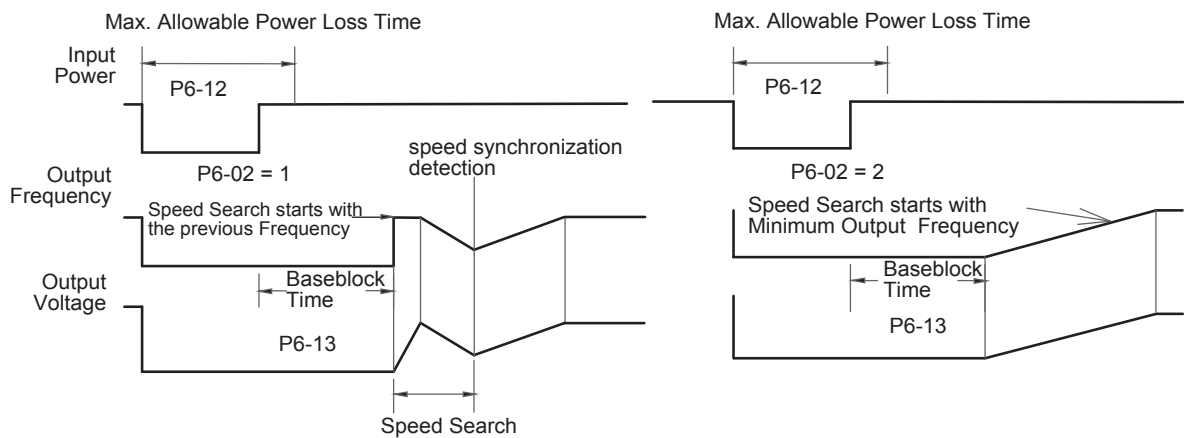 Max. Allowable Power Loss Time
Input
Power
P6-12
speed synchronization
detection
P6-02 = 1
Output
Frequency
Speed Search starts with
the previous Frequency
Baseblock
Time
Output
Voltage
P6-13
Speed Search
Max. Allowable Power Loss Time
P6-12
P6-02 = 2
Speed Search starts with
Minimum Output Frequency
Baseblock
Time
P6-13